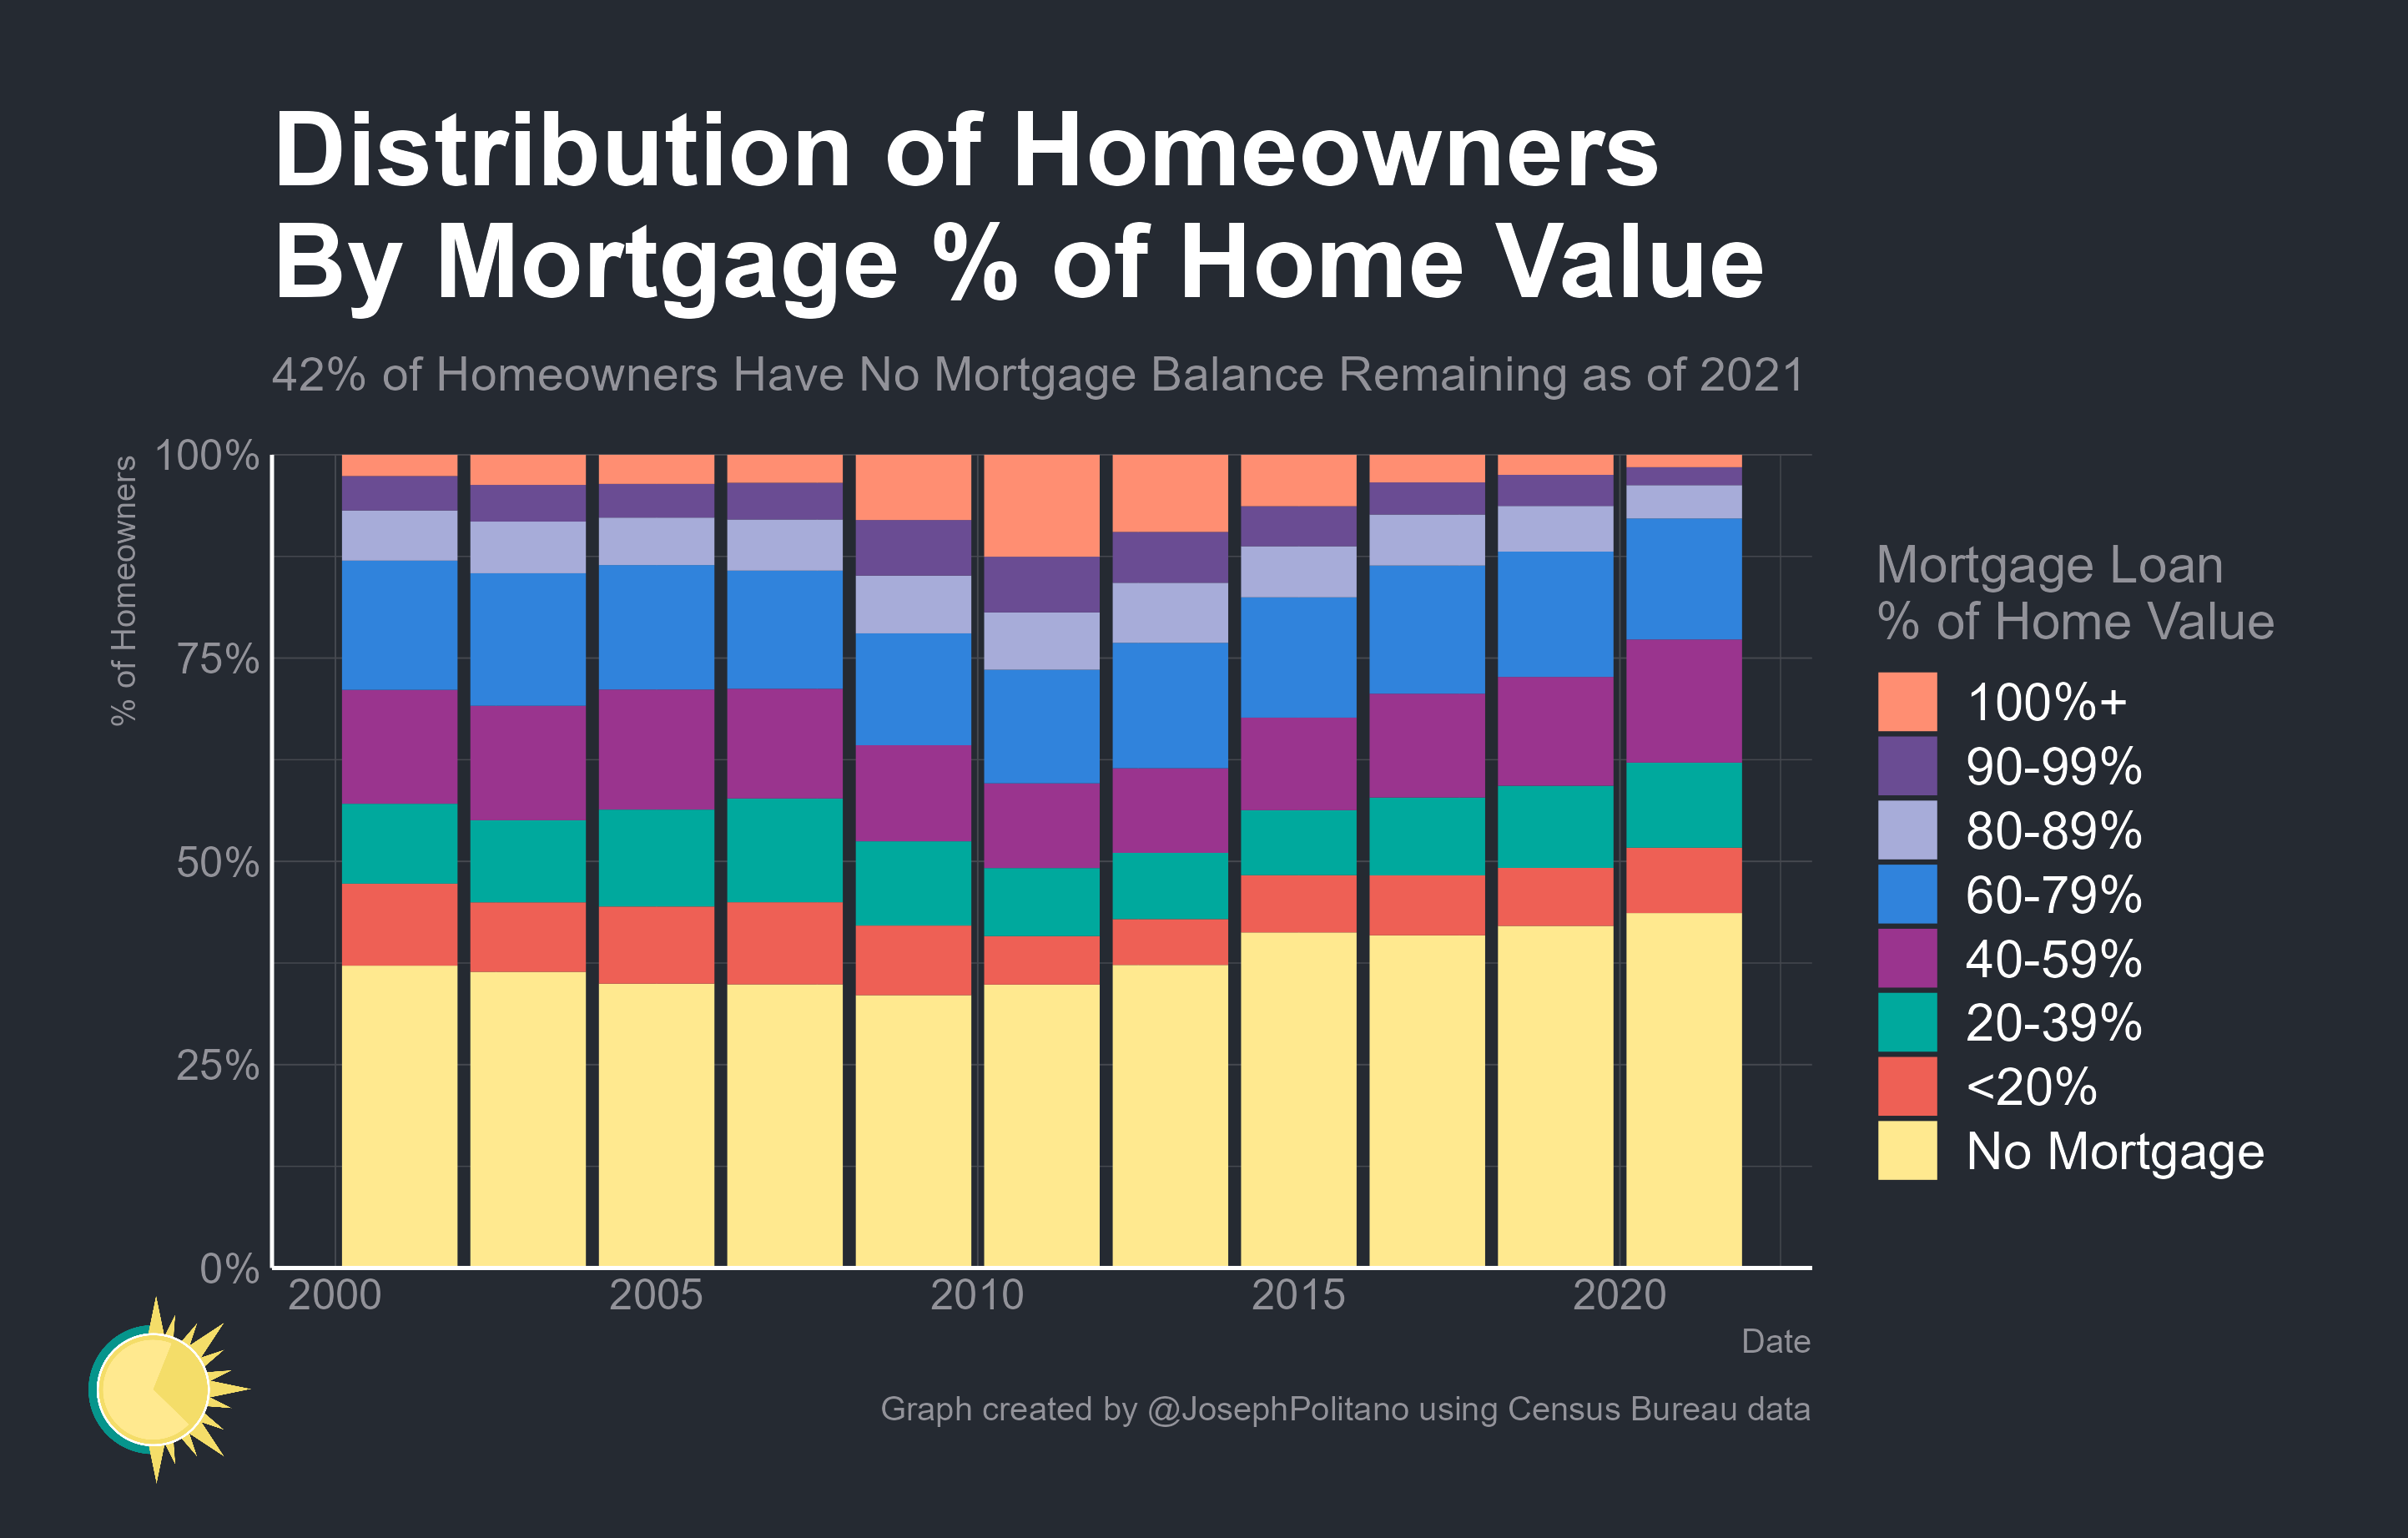 Distribution of Homeowners
By Mortgage % of Home Value
42% of Homeowners Have No Mortgage Balance Remaining as of 2021
% of Homeowners
100%
75%
50%
25%
0%
2000
2005
2010
2015
2020
Date
Mortgage Loan
% of Home Value
100%+
90-99%
80-89%
60-79%
40-59%
20-39%
<20%
No Mortgage
Graph created by @JosephPolitano using Census Bureau data